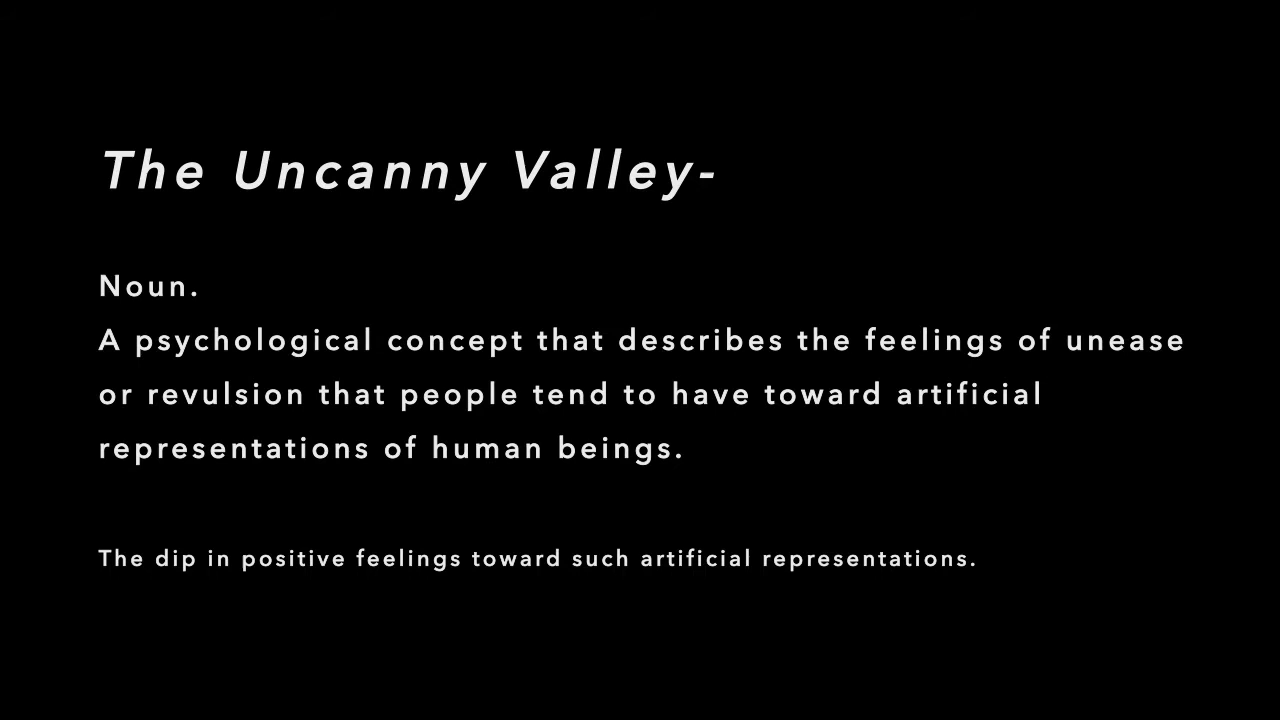 The Uncanny Valley-
Noun.
A psychological concept that describes the feelings of unease
or revulsion that people tend to have toward artificial
representations of human beings.
The dip in positive feelings toward such artificial representations.